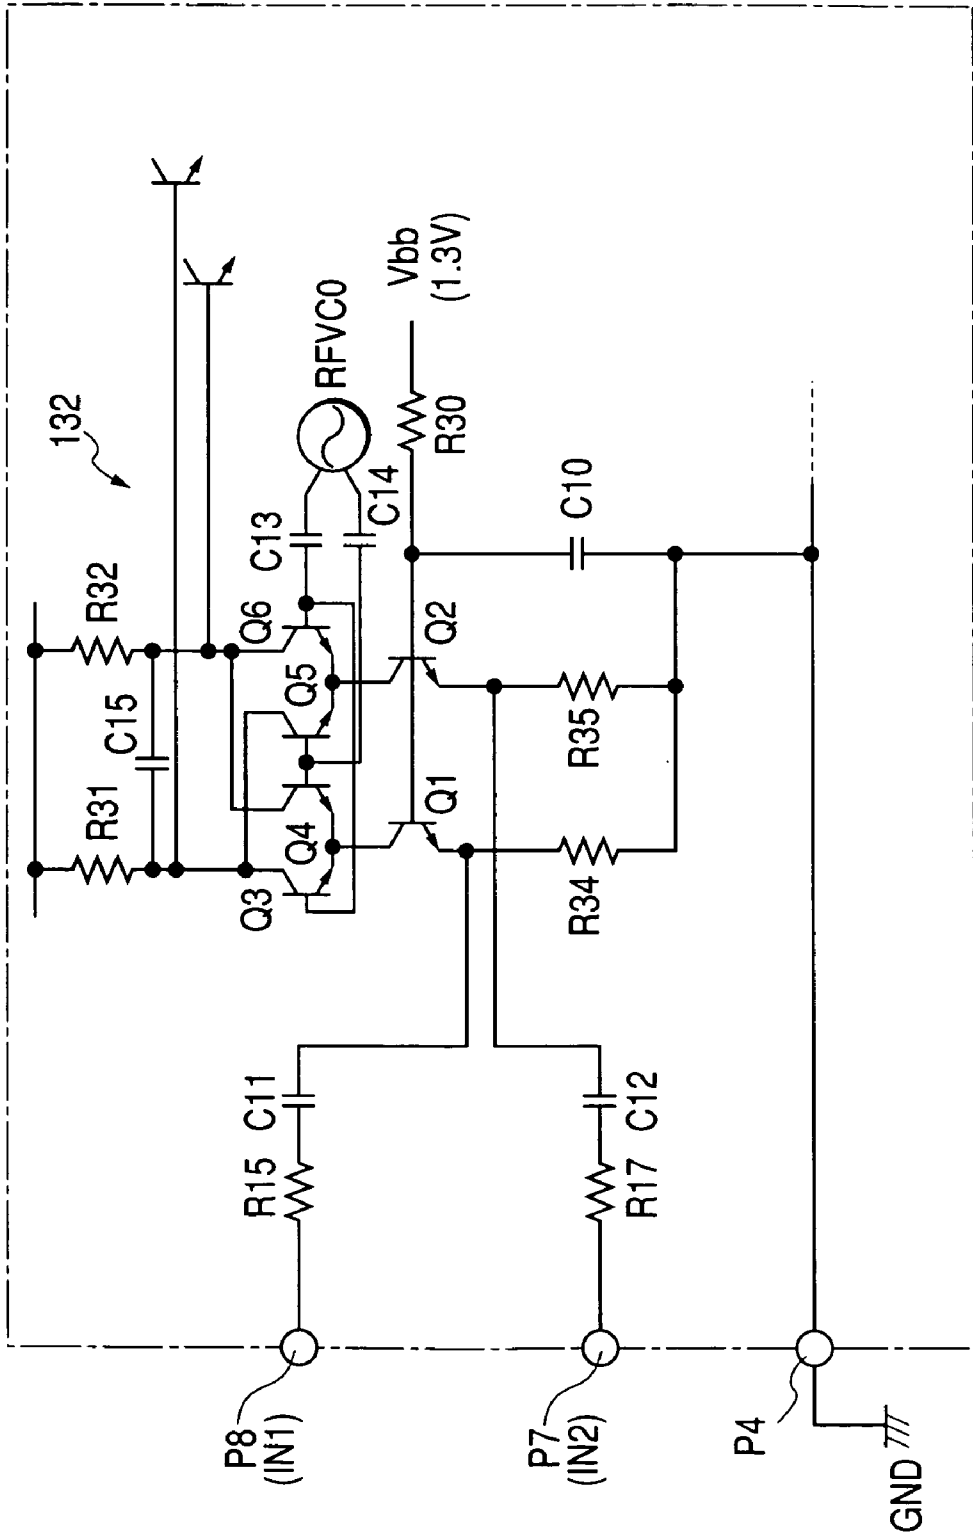 132
R31
C15
R32
Q3
Q4
Q5
Q6
C13
C14
RFVCO
Q1
Q2
R30
Vbb
(1.3V)
C10
R34
R35
P8
(IN1)
R15
C11
P7
(IN2)
R17
C12
P4
GND